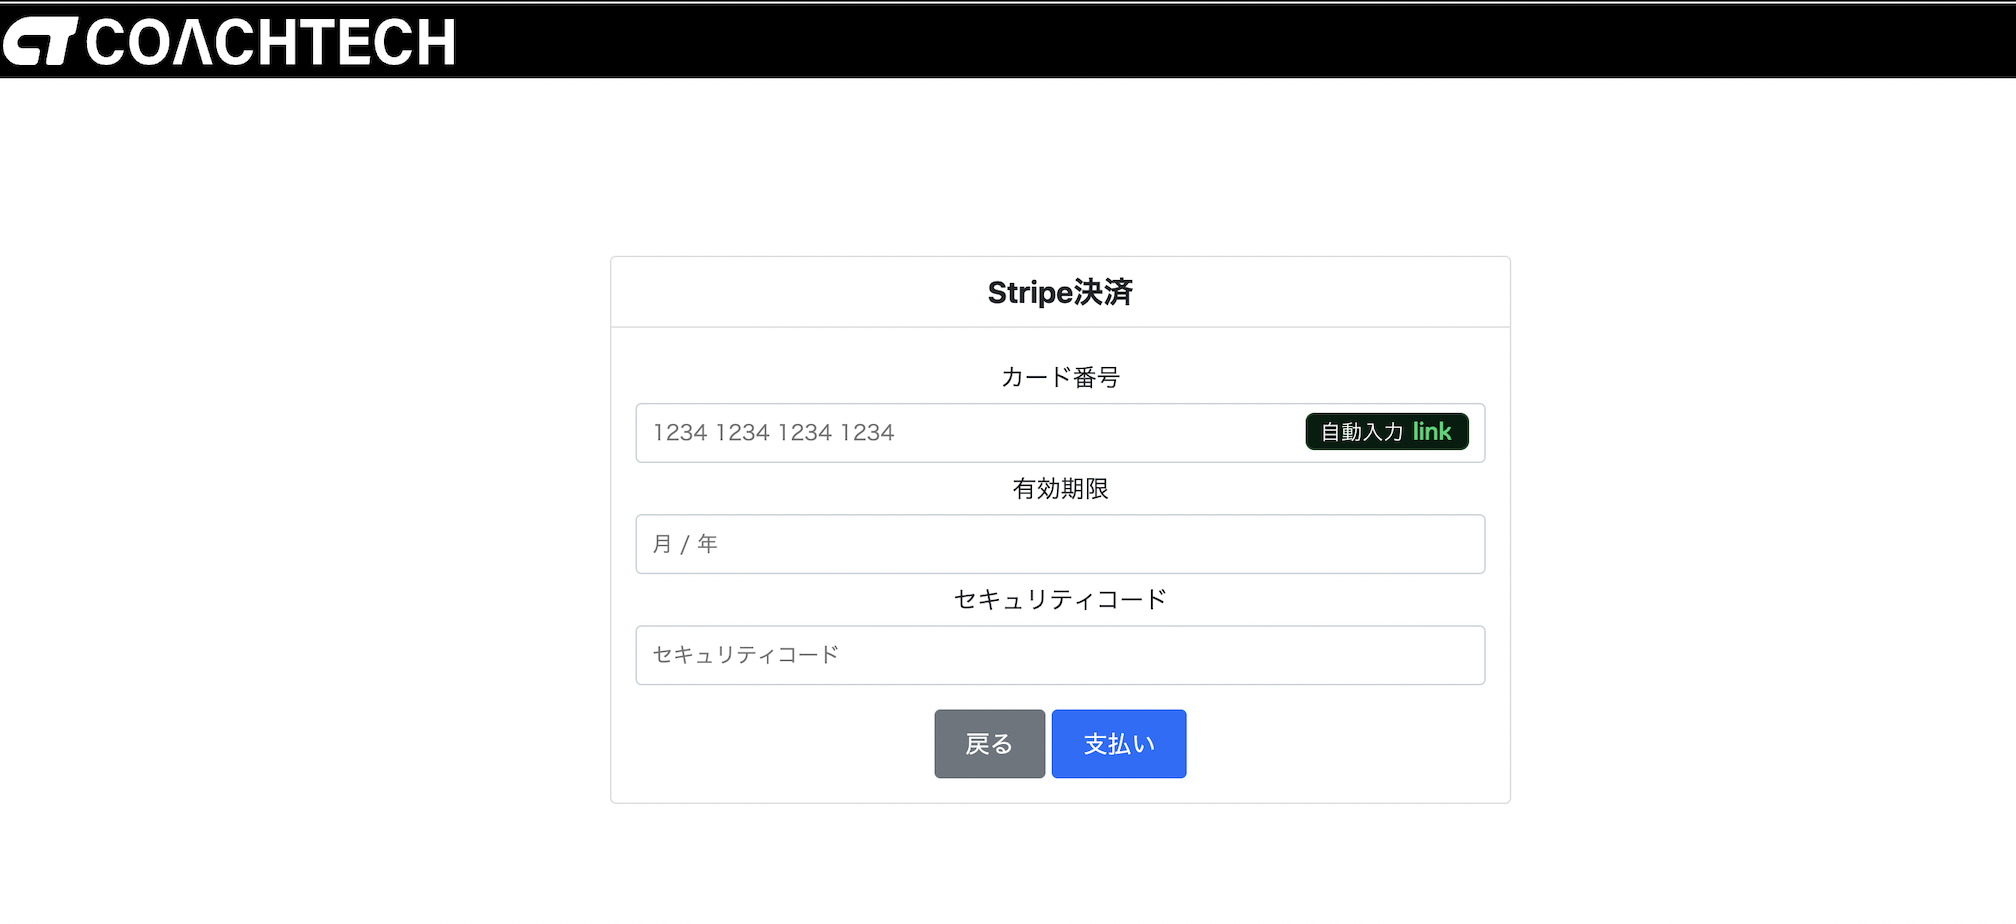 COACHTECH
Stripe決済
カード番号
1234 1234 1234 1234 自動入力 link
有効期限
月 / 年
セキュリティコード
セキュリティコード
戻る 支払い